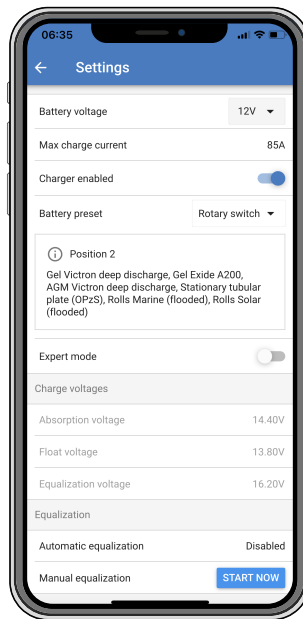 06:35
Settings
Battery voltage 12V
Max charge current 85A
Charger enabled
Battery preset Rotary switch
Position 2
Gel Victron deep discharge, Gel Exide A200,
AGM Victron deep discharge, Stationary tubular
plate (OPzS), Rolls Marine (flooded), Rolls Solar
(flooded)
Expert mode
Charge voltages
Absorption voltage 14.40V
Float voltage 13.80V
Equalization voltage 16.20V
Equalization
Automatic equalization Disabled
Manual equalization START NOW